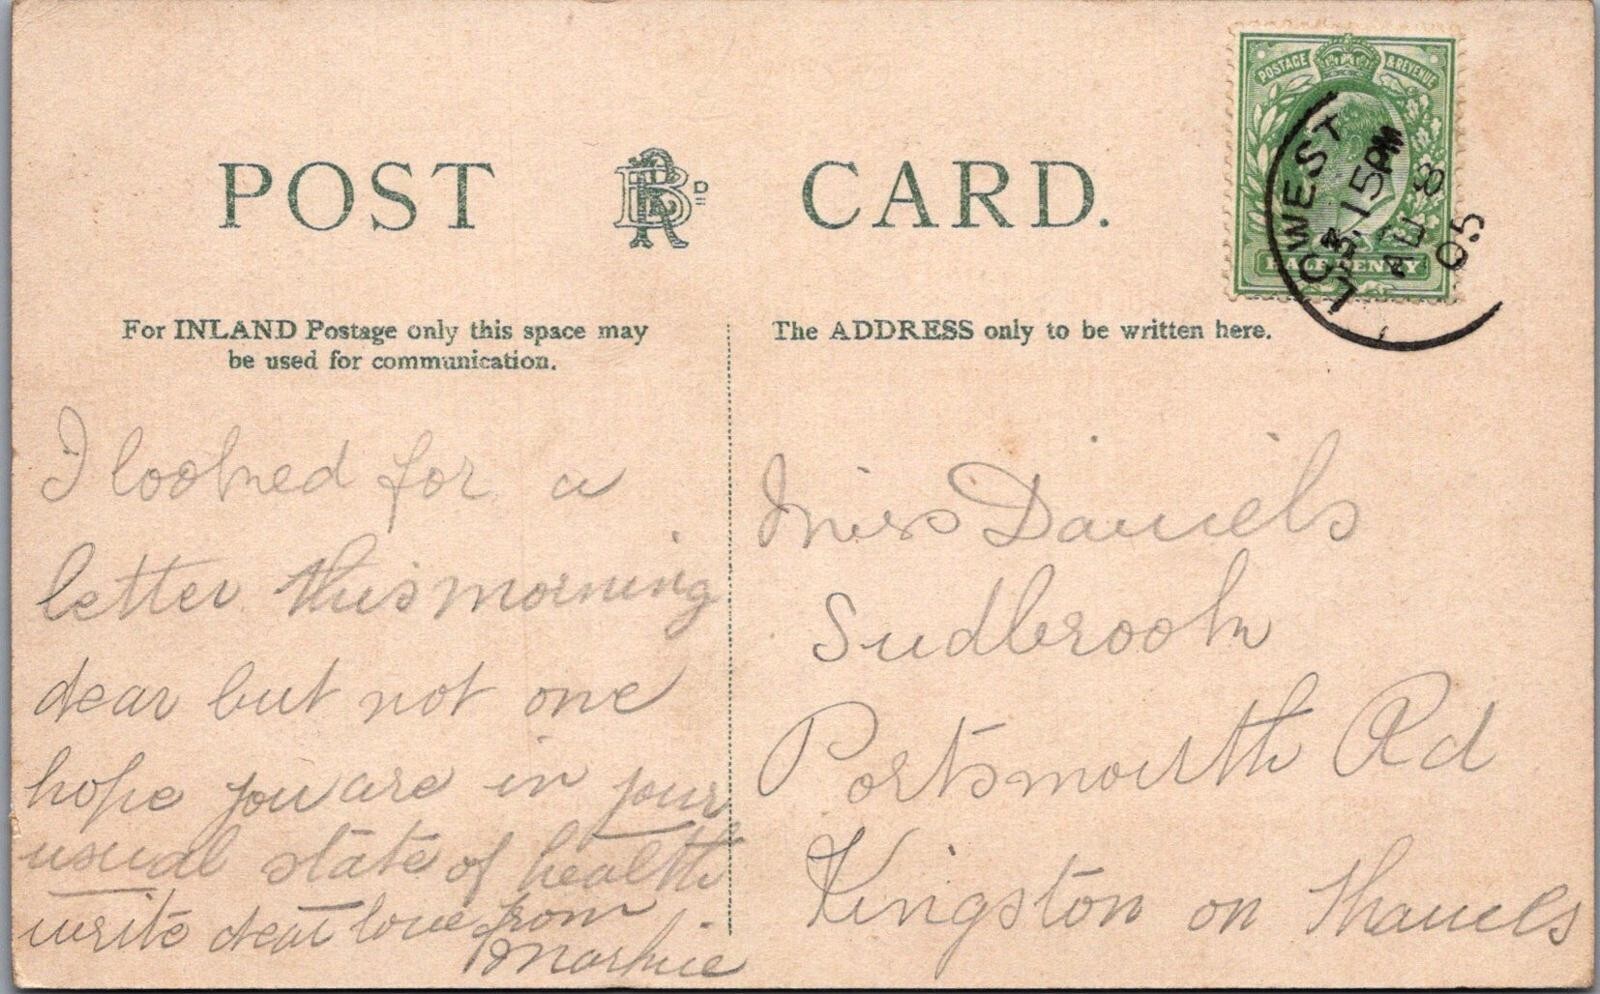 POST CARD.
POSTAGE & REVENUE
HALFPENNY
LOWEST
3.15PM
AU 8
05
For INLAND Postage only this space may
be used for communication.
The ADDRESS only to be written here.
I looked for a
letter this morning
dear but not one
hope you are in your
usual state of health
write dear love from
Miss Daniels
Sudbrook
Portsmouth Rd
Kingston on Thames